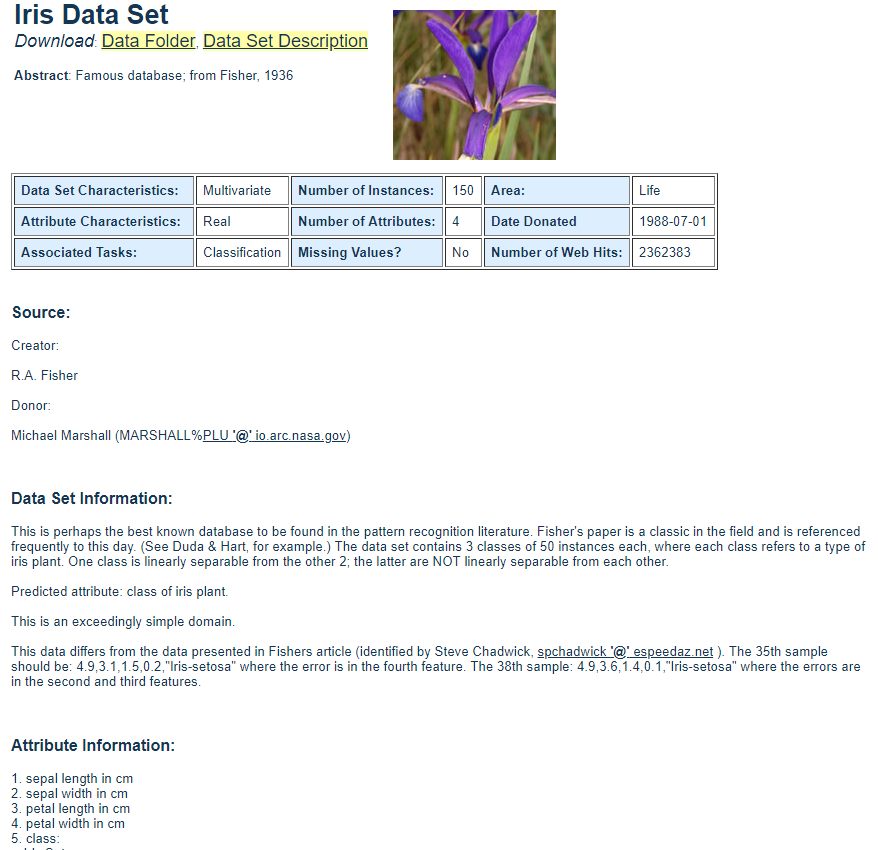 Iris Data Set
Download: Data Folder, Data Set Description
Abstract: Famous database; from Fisher, 1936
Data Set Characteristics: Multivariate Number of Instances: 150 Area: Life
Attribute Characteristics: Real Number of Attributes: 4 Date Donated 1988-07-01
Associated Tasks: Classification Missing Values? No Number of Web Hits: 2362383
Source:
Creator:
R.A. Fisher
Donor:
Michael Marshall (MARSHALL%PLU '@' io.arc.nasa.gov)
Data Set Information:
This is perhaps the best known database to be found in the pattern recognition literature. Fisher's paper is a classic in the field and is referenced
frequently to this day. (See Duda & Hart, for example.) The data set contains 3 classes of 50 instances each, where each class refers to a type of
iris plant. One class is linearly separable from the other 2; the latter are NOT linearly separable from each other.
Predicted attribute: class of iris plant.
This is an exceedingly simple domain.
This data differs from the data presented in Fishers article (identified by Steve Chadwick, spchadwick '@' espeedaz.net ). The 35th sample
should be: 4.9,3.1,1.5,0.2,"Iris-setosa" where the error is in the fourth feature. The 38th sample: 4.9,3.6,1.4,0.1,"Iris-setosa" where the errors are
in the second and third features.
Attribute Information:
1. sepal length in cm
2. sepal width in cm
3. petal length in cm
4. petal width in cm
5. class: